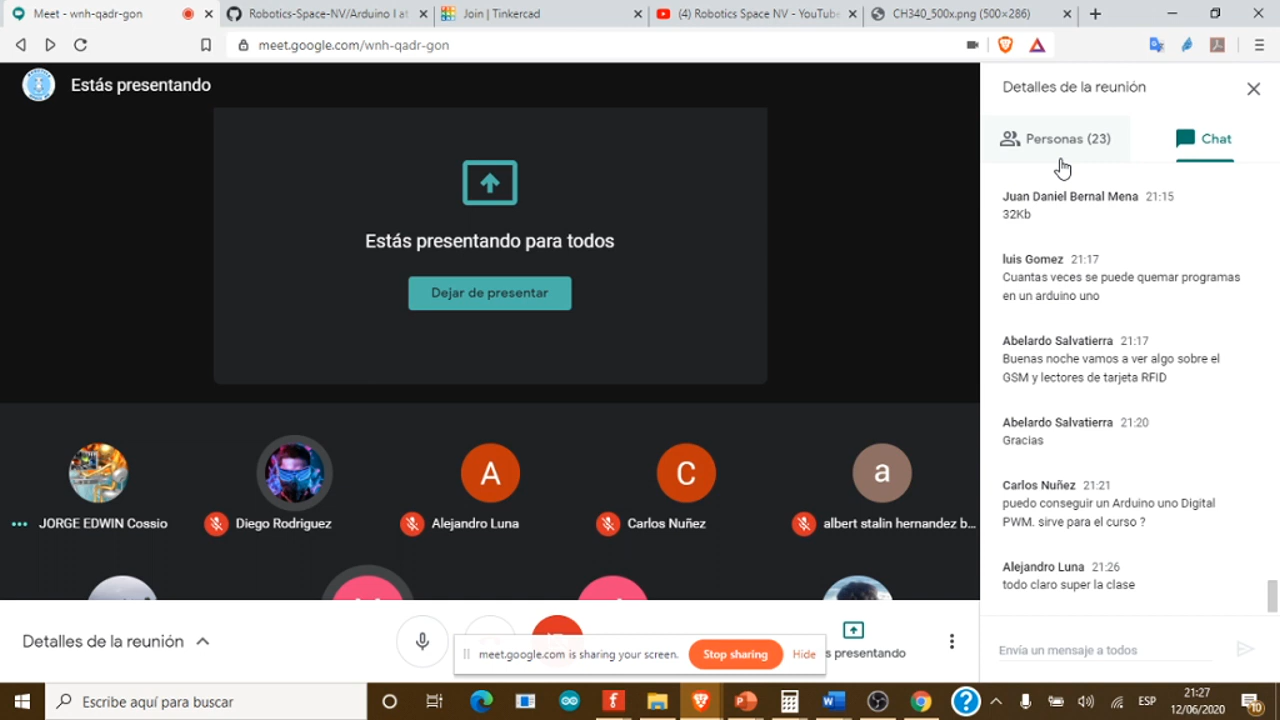 Meet - wnh-qadr-gon
Robotics-Space-NV/Arduino I at
Join | Tinkercad
(4) Robotics Space NV - YouTube
CH340_500x.png (500×286)
meet.google.com/wnh-qadr-gon
Estás presentando
Estás presentando para todos
Dejar de presentar
JORGE EDWIN Cossio
Diego Rodriguez
A
Alejandro Luna
C
Carlos Nuñez
a
albert stalin hernandez b...
Detalles de la reunión
meet.google.com is sharing your screen.
Stop sharing
Hide
s presentando
Detalles de la reunión
Personas (23)
Chat
Juan Daniel Bernal Mena 21:15
32Kb
luis Gomez 21:17
Cuantas veces se puede quemar programas
en un arduino uno
Abelardo Salvatierra 21:17
Buenas noche vamos a ver algo sobre el
GSM y lectores de tarjeta RFID
Abelardo Salvatierra 21:20
Gracias
Carlos Nuñez 21:21
puedo conseguir un Arduino uno Digital
PWM. sirve para el curso ?
Alejandro Luna 21:26
todo claro super la clase
Envía un mensaje a todos
Escribe aquí para buscar
ESP
21:27
12/06/2020
10